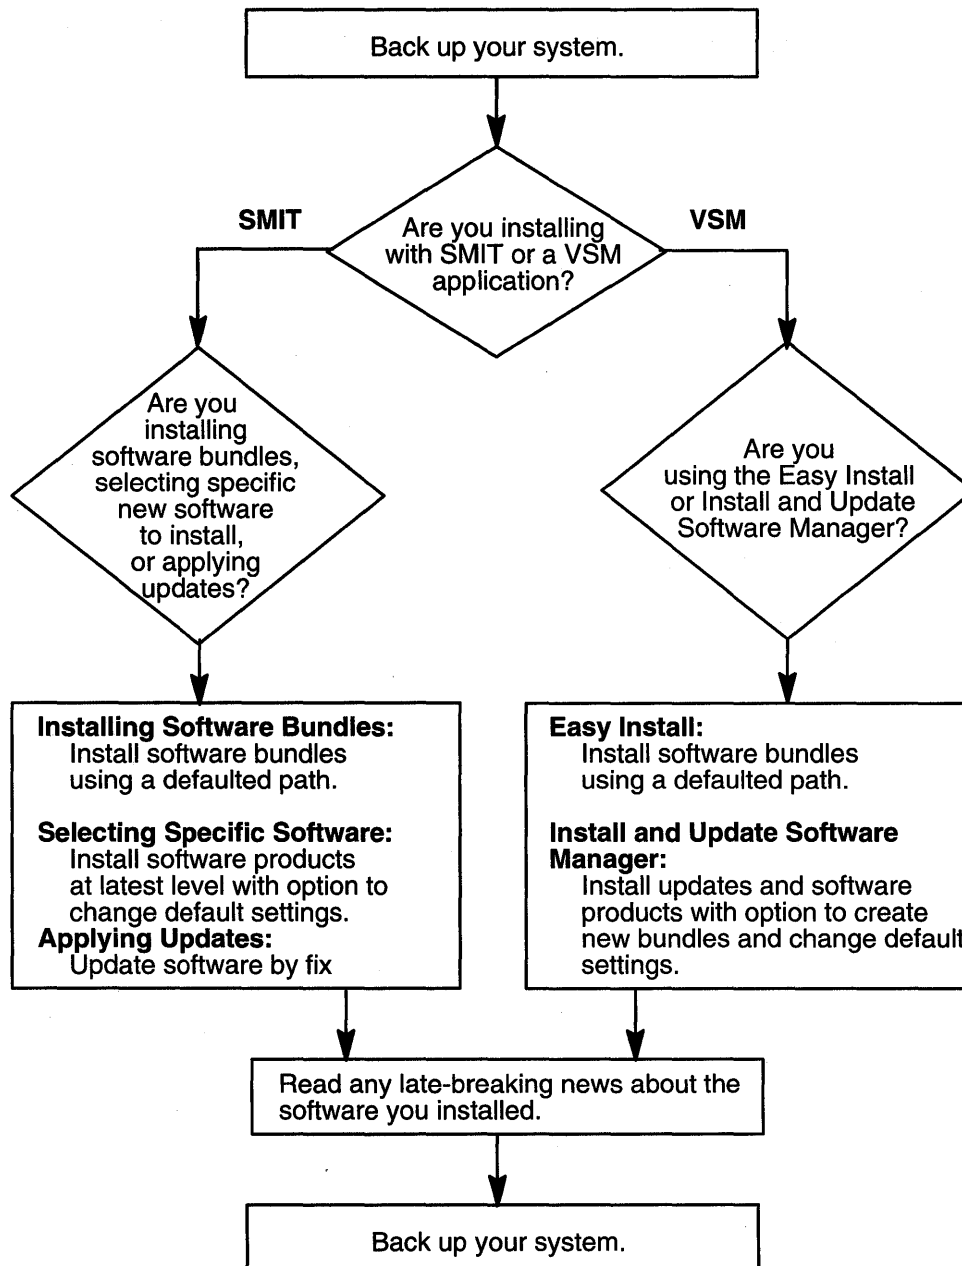 Back up your system.
SMIT
VSM
Are you installing
with SMIT or a VSM
application?
Are you
installing
software bundles,
selecting specific
new software
to install,
or applying
updates?
Are you
using the Easy Install
or Install and Update
Software Manager?
Installing Software Bundles:
Install software bundles
using a defaulted path.
Selecting Specific Software:
Install software products
at latest level with option to
change default settings.
Applying Updates:
Update software by fix
Easy Install:
Install software bundles
using a defaulted path.
Install and Update Software
Manager:
Install updates and software
products with option to create
new bundles and change default
settings.
Read any late-breaking news about the
software you installed.
Back up your system.